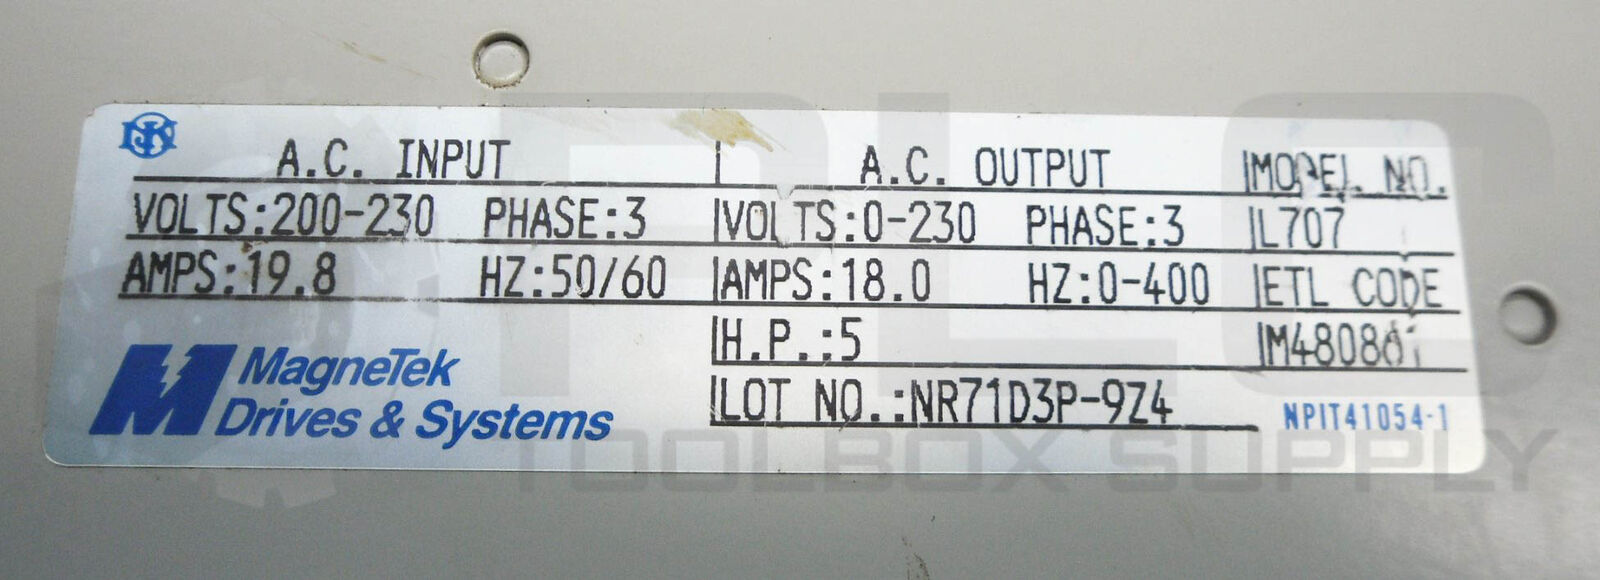 A.C. INPUT A.C. OUTPUT MODEL NO.
VOLTS:200-230 PHASE:3 VOLTS:0-230 PHASE:3 L707
AMPS:19.8 HZ:50/60 AMPS:18.0 HZ:0-400 ETL CODE
H.P.:5
LOT NO.:NR71D3P-9Z4
NPIT41054-1
MagneTek
Drives & Systems
PLC
TOOLBOX SUPPLY